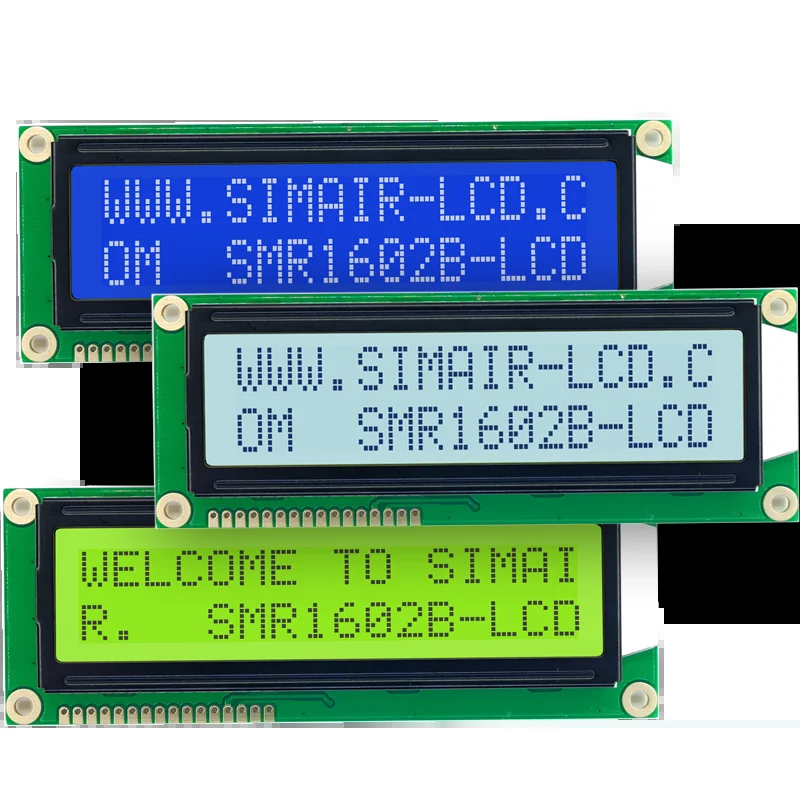 WWW.SIMAIR-LCD.C
OM SMR1602B-LCD
WWW.SIMAIR-LCD.C
OM SMR1602B-LCD
WELCOME TO SIMAI
R. SMR1602B-LCD